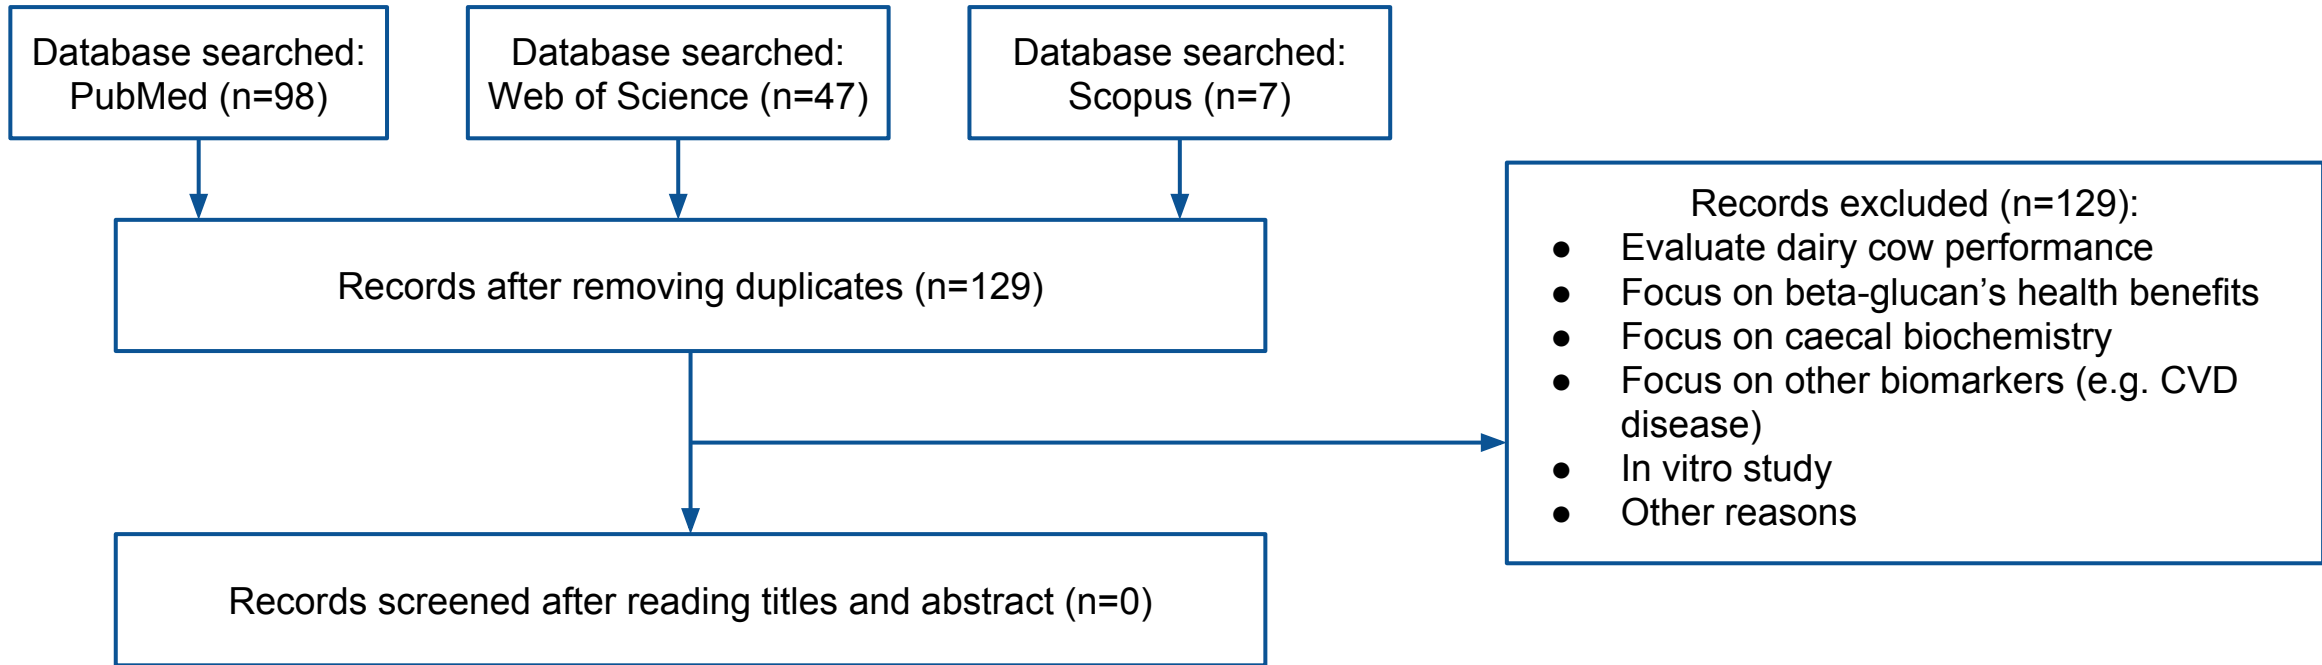 Database searched:
PubMed (n=98)
Database searched:
Web of Science (n=47)
Database searched:
Scopus (n=7)
Records after removing duplicates (n=129)
Records excluded (n=129):
● Evaluate dairy cow performance
● Focus on beta-glucan’s health benefits
● Focus on caecal biochemistry
● Focus on other biomarkers (e.g. CVD
disease)
● In vitro study
● Other reasons
Records screened after reading titles and abstract (n=0)